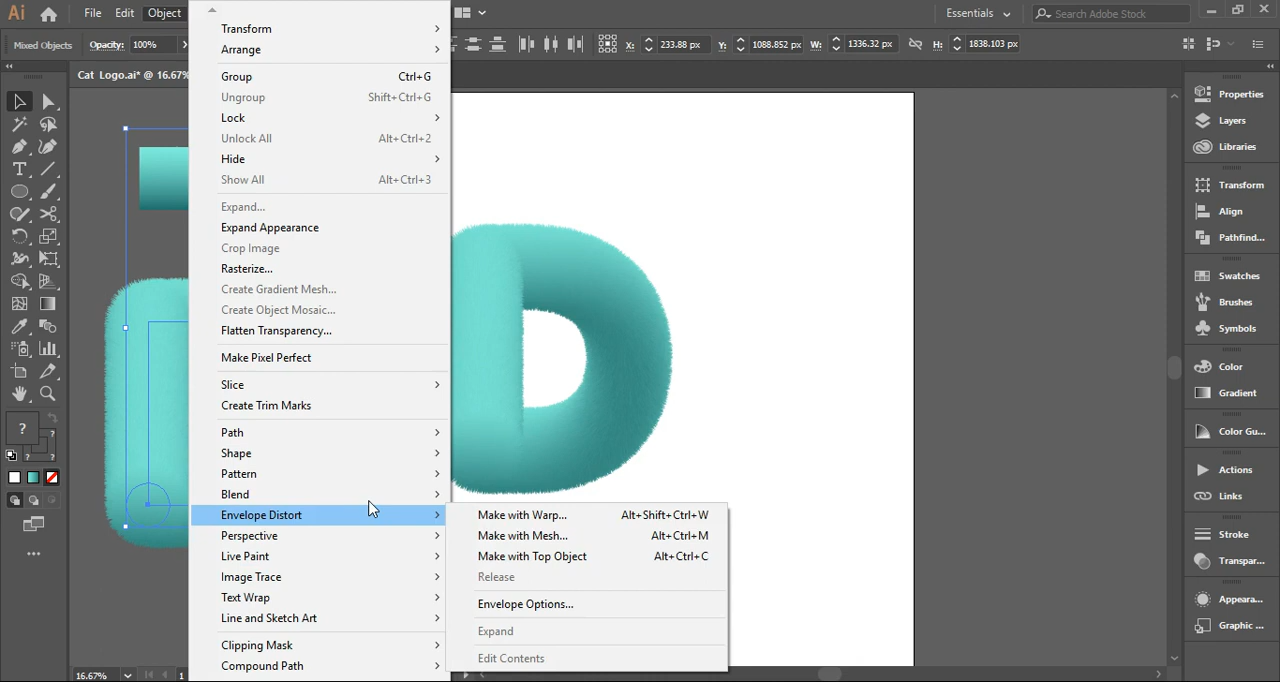 Ai
File Edit Object
Essentials
Search Adobe Stock
Mixed Objects Opacity: 100% X: 233.88 px Y: 1088.852 px W: 1336.32 px H: 1838.103 px
Cat Logo.ai* @ 16.67%
Transform
Arrange
Group Ctrl+G
Ungroup Shift+Ctrl+G
Lock
Unlock All Alt+Ctrl+2
Hide
Show All Alt+Ctrl+3
Expand...
Expand Appearance
Crop Image
Rasterize...
Create Gradient Mesh...
Create Object Mosaic...
Flatten Transparency...
Make Pixel Perfect
Slice
Create Trim Marks
Path
Shape
Pattern
Blend
Envelope Distort
Perspective
Live Paint
Image Trace
Text Wrap
Line and Sketch Art
Clipping Mask
Compound Path
Make with Warp... Alt+Shift+Ctrl+W
Make with Mesh... Alt+Ctrl+M
Make with Top Object Alt+Ctrl+C
Release
Envelope Options...
Expand
Edit Contents
D
Properties
Layers
Libraries
Transform
Align
Pathfind...
Swatches
Brushes
Symbols
Color
Gradient
Color Gu...
Actions
Links
Stroke
Transpar...
Appeara...
Graphic ...
16.67% 1